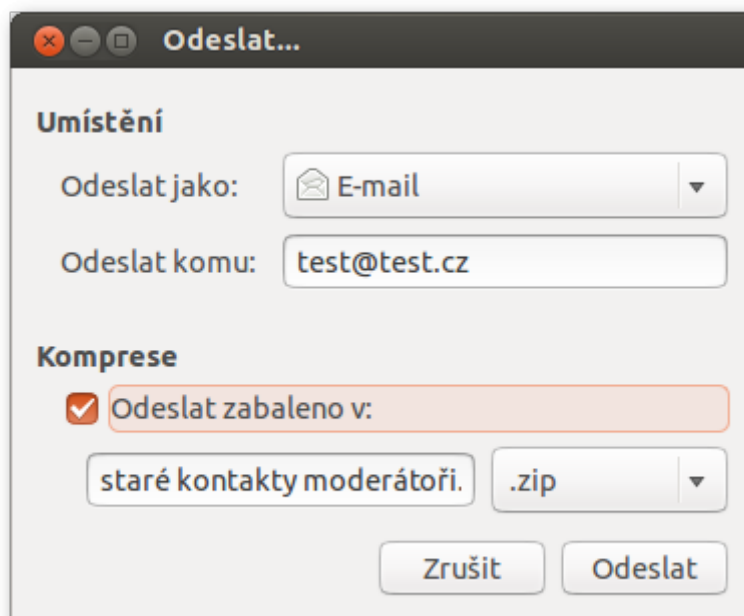 Odeslat...
Umístění
Odeslat jako: E-mail
Odeslat komu: test@test.cz
Komprese
Odeslat zabaleno v:
staré kontakty moderátoři. .zip
Zrušit Odeslat